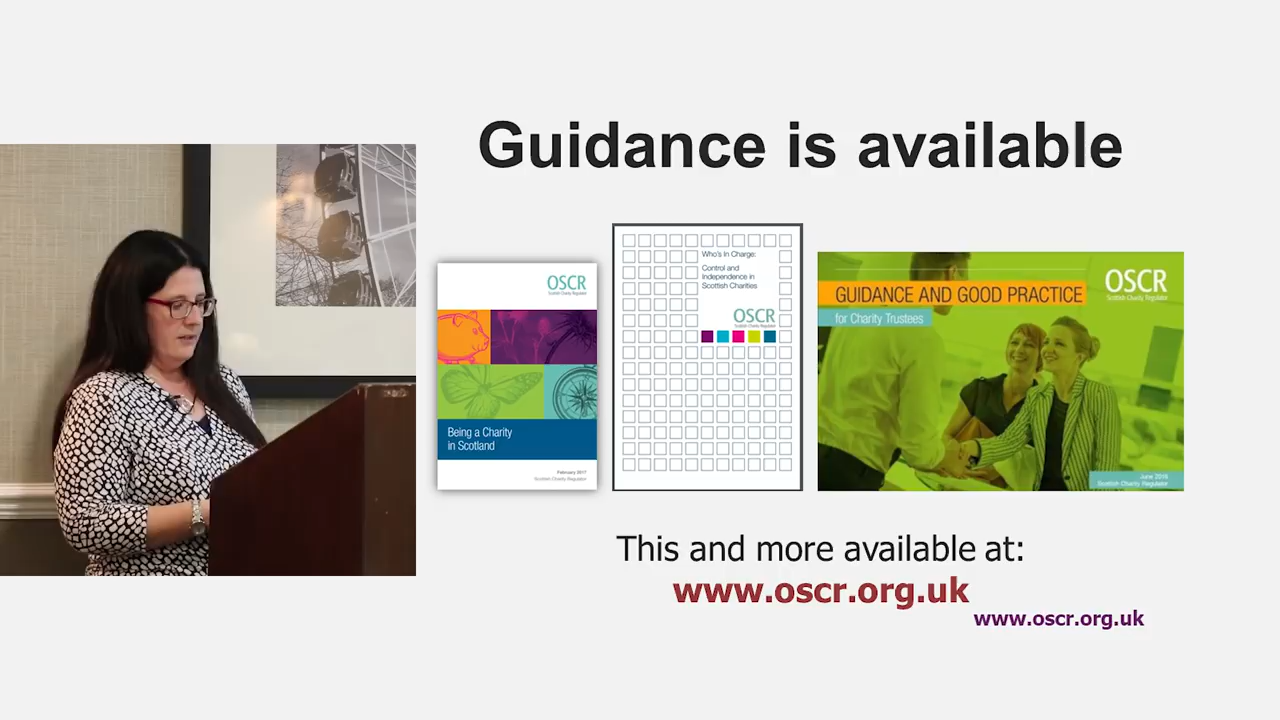 Guidance is available
OSCR
Scottish Charity Regulator
Being a Charity
in Scotland
February 2017
Scottish Charity Regulator
Who's in Charge:
Control and
Independence in
Scottish Charities
OSCR
Scottish Charity Regulator
OSCR
Scottish Charity Regulator
GUIDANCE AND GOOD PRACTICE
for Charity Trustees
June 2016
Scottish Charity Regulator
This and more available at:
www.oscr.org.uk
www.oscr.org.uk